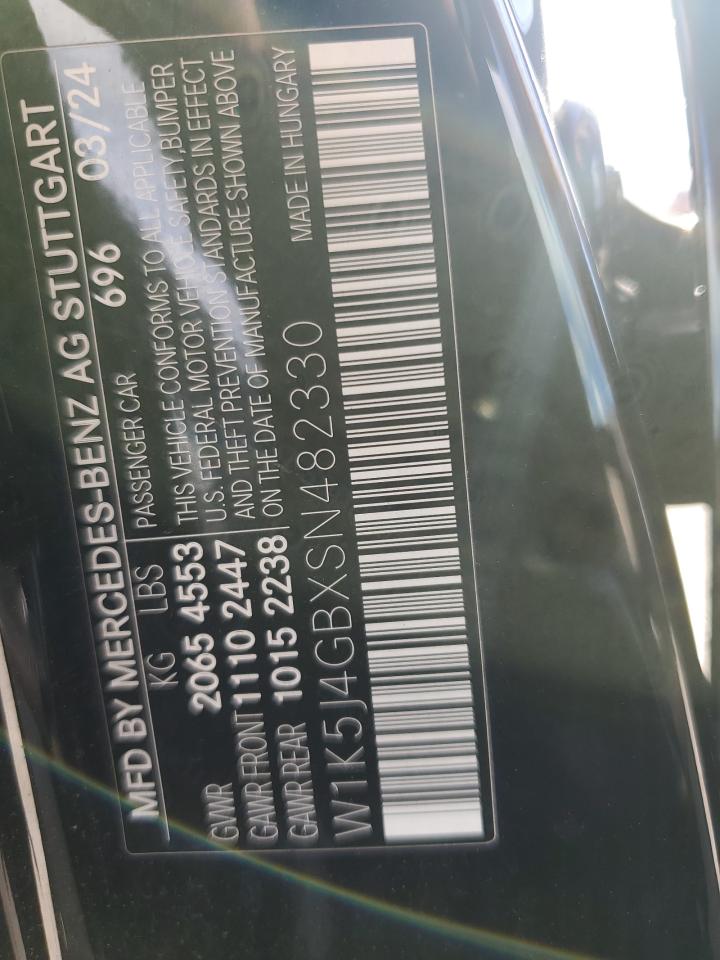 MFD BY MERCEDES-BENZ AG STUTTGART
696 03/24
KG LBS
GVWR 2065 4553
GAWR FRONT 1110 2447
GAWR REAR 1015 2238
PASSENGER CAR
THIS VEHICLE CONFORMS TO ALL APPLICABLE
U.S. FEDERAL MOTOR VEHICLE SAFETY, BUMPER
AND THEFT PREVENTION STANDARDS IN EFFECT
ON THE DATE OF MANUFACTURE SHOWN ABOVE
W1K5J4GBXSN482330
MADE IN HUNGARY